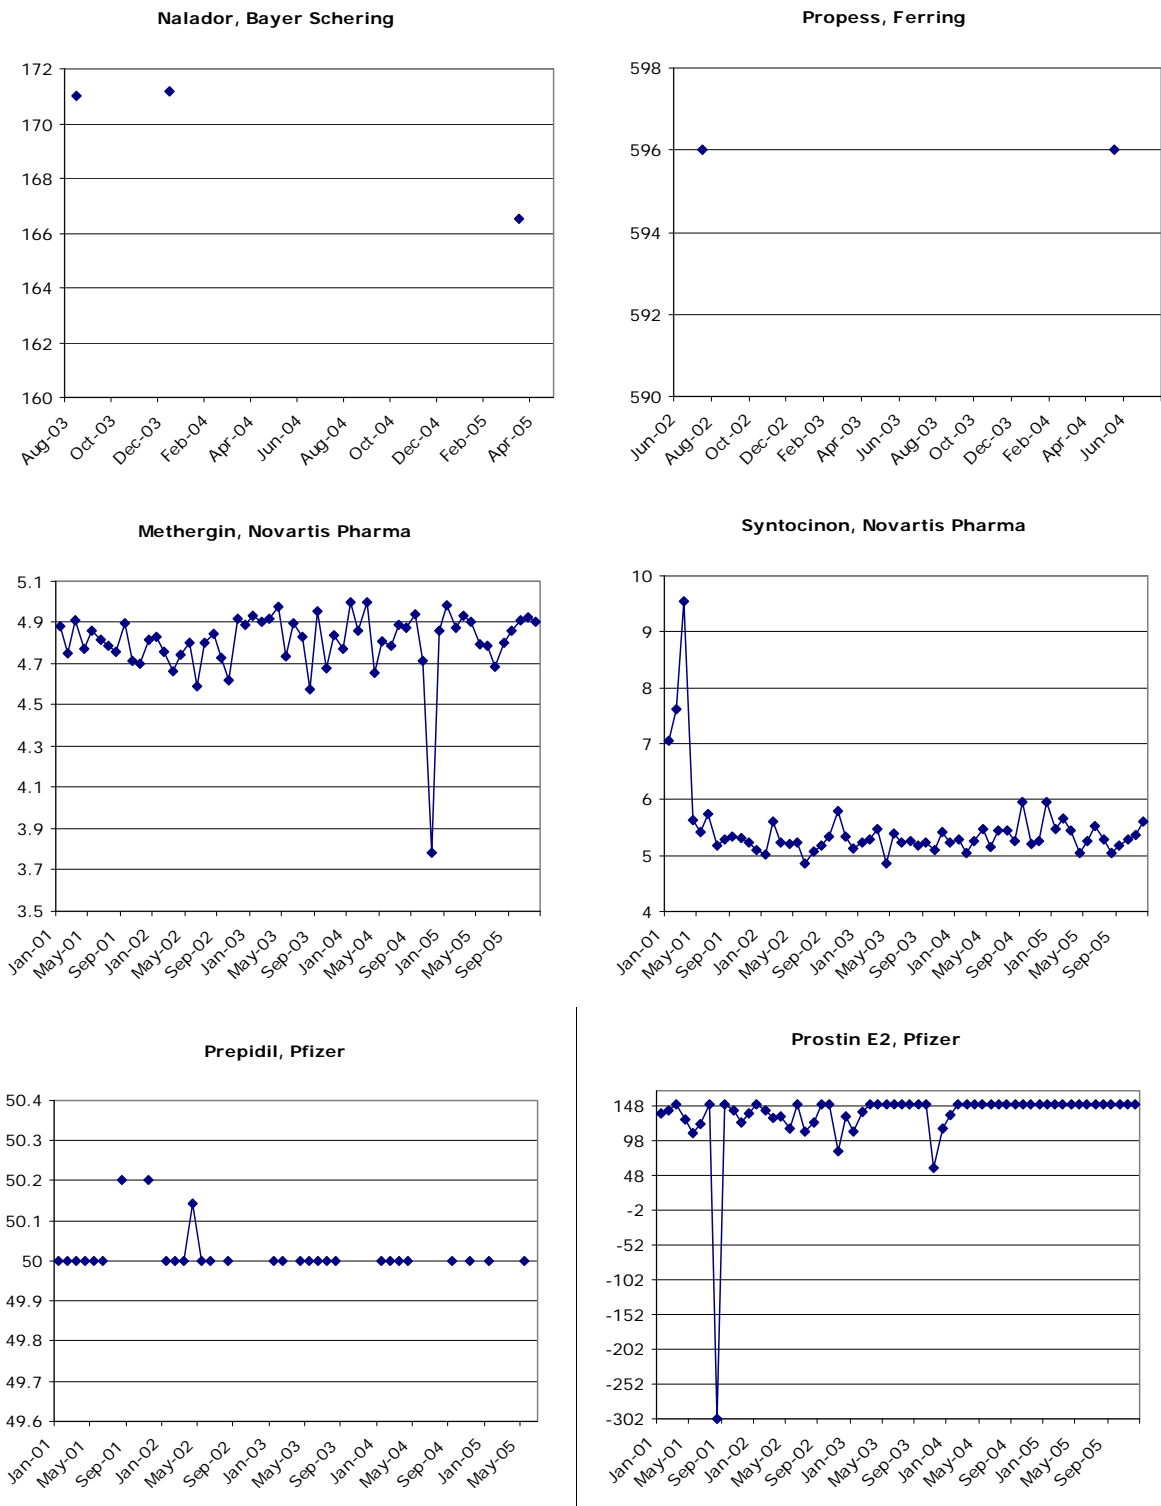 Nalador, Bayer Schering
172
170
168
166
164
162
160
Aug-03
Oct-03
Dec-03
Feb-04
Apr-04
Jun-04
Aug-04
Oct-04
Dec-04
Feb-05
Apr-05
Propess, Ferring
598
596
594
592
590
Jun-02
Aug-02
Oct-02
Dec-02
Feb-03
Apr-03
Jun-03
Aug-03
Oct-03
Dec-03
Feb-04
Apr-04
Jun-04
Methergin, Novartis Pharma
5.1
4.9
4.7
4.5
4.3
4.1
3.9
3.7
3.5
Jan-01
May-01
Sep-01
Jan-02
May-02
Sep-02
Jan-03
May-03
Sep-03
Jan-04
May-04
Sep-04
Jan-05
May-05
Sep-05
Syntocinon, Novartis Pharma
10
9
8
7
6
5
4
Jan-01
May-01
Sep-01
Jan-02
May-02
Sep-02
Jan-03
May-03
Sep-03
Jan-04
May-04
Sep-04
Jan-05
May-05
Sep-05
Prepidil, Pfizer
50.4
50.3
50.2
50.1
50
49.9
49.8
49.7
49.6
Jan-01
May-01
Sep-01
Jan-02
May-02
Sep-02
Jan-03
May-03
Sep-03
Jan-04
May-04
Sep-04
Jan-05
May-05
Prostin E2, Pfizer
148
98
48
-2
-52
-102
-152
-202
-252
-302
Jan-01
May-01
Sep-01
Jan-02
May-02
Sep-02
Jan-03
May-03
Sep-03
Jan-04
May-04
Sep-04
Jan-05
May-05
Sep-05